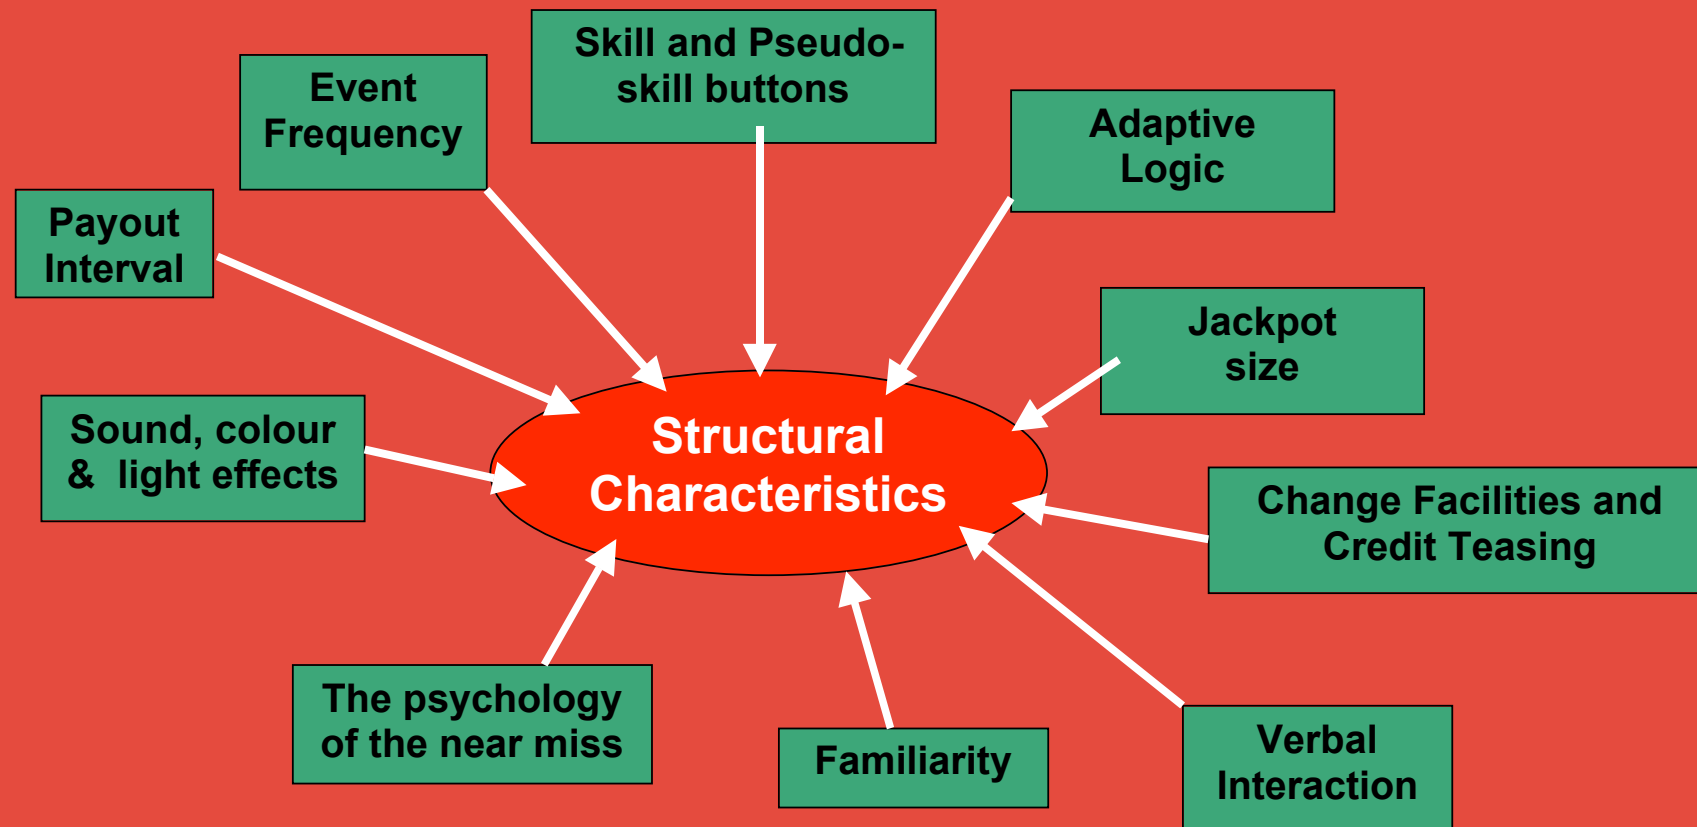 Skill and Pseudo-
skill buttons
Event
Frequency
Adaptive
Logic
Payout
Interval
Jackpot
size
Sound, colour
& light effects
Structural
Characteristics
Change Facilities and
Credit Teasing
The psychology
of the near miss
Familiarity
Verbal
Interaction